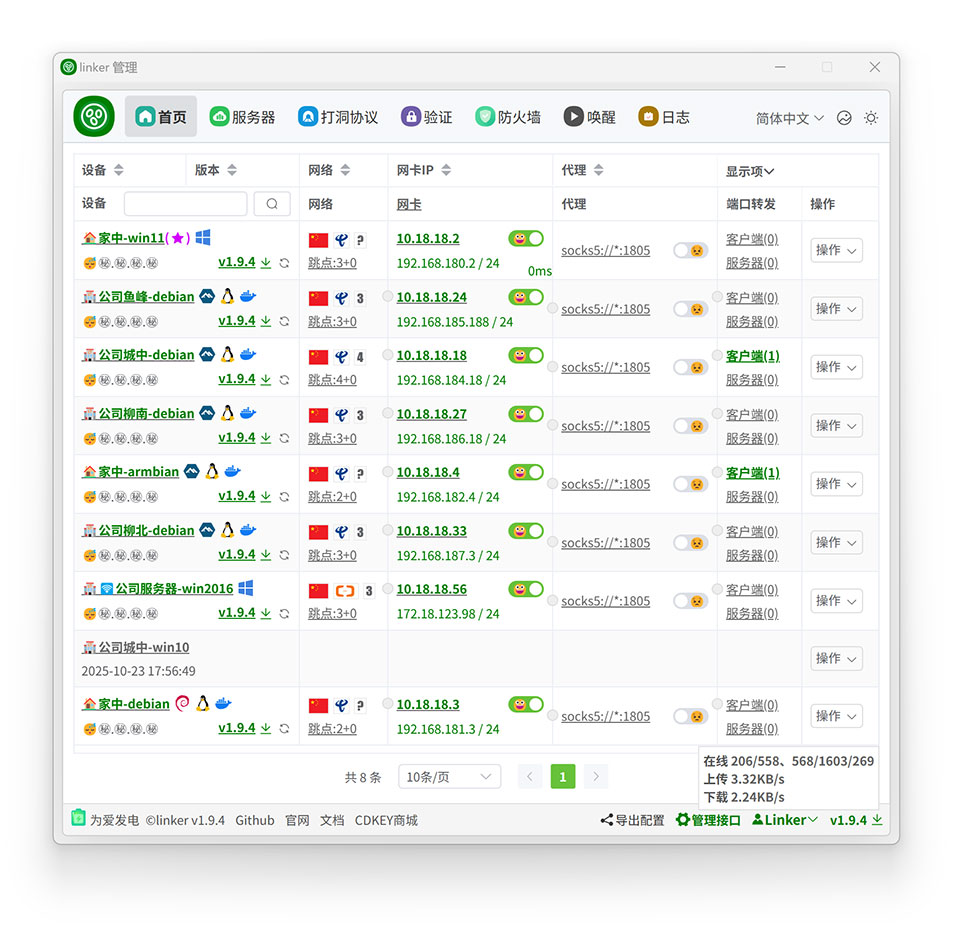 linker 管理
首页 服务器 打洞协议 验证 防火墙 唤醒 日志 简体中文
设备 版本 网络 网卡IP 代理 显示项
设备 网络 网卡 代理 端口转发 操作
家中-win11(★) ? 10.18.18.2 socks5://*:1805 客户端(0) 操作
㊙.㊙.㊙.㊙ v1.9.4 跳点:3+0 192.168.180.2 / 24 0ms 服务器(0)
公司鱼峰-debian 3 10.18.18.24 socks5://*:1805 客户端(0) 操作
㊙.㊙.㊙.㊙ v1.9.4 跳点:3+0 192.168.185.188 / 24 服务器(0)
公司城中-debian 4 10.18.18.18 socks5://*:1805 客户端(1) 操作
㊙.㊙.㊙.㊙ v1.9.4 跳点:4+0 192.168.184.18 / 24 服务器(0)
公司柳南-debian 3 10.18.18.27 socks5://*:1805 客户端(0) 操作
㊙.㊙.㊙.㊙ v1.9.4 跳点:3+0 192.168.186.18 / 24 服务器(0)
家中-armbian ? 10.18.18.4 socks5://*:1805 客户端(1) 操作
㊙.㊙.㊙.㊙ v1.9.4 跳点:2+0 192.168.182.4 / 24 服务器(0)
公司柳北-debian 3 10.18.18.33 socks5://*:1805 客户端(0) 操作
㊙.㊙.㊙.㊙ v1.9.4 跳点:3+0 192.168.187.3 / 24 服务器(0)
公司服务器-win2016 3 10.18.18.56 socks5://*:1805 客户端(0) 操作
㊙.㊙.㊙.㊙ v1.9.4 跳点:3+0 172.18.123.98 / 24 服务器(0)
公司城中-win10 操作
2025-10-23 17:56:49
家中-debian ? 10.18.18.3 socks5://*:1805 客户端(0) 操作
㊙.㊙.㊙.㊙ v1.9.4 跳点:2+0 192.168.181.3 / 24 服务器(0)
共 8 条 10条/页 1
在线 206/558、568/1603/269
上传 3.32KB/s
下载 2.24KB/s
为爱发电 ©linker v1.9.4 Github 官网 文档 CDKEY商城 导出配置 管理接口 Linker v1.9.4